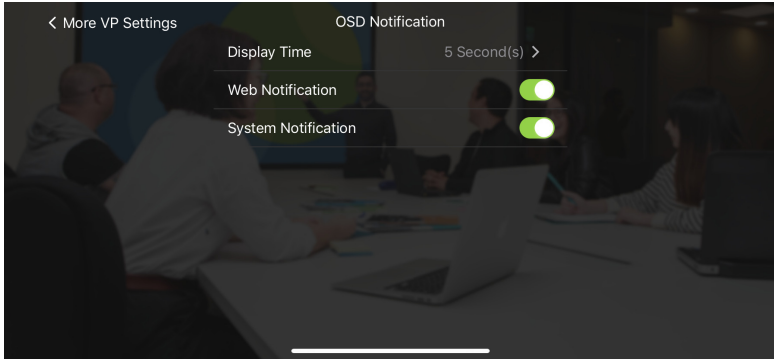 More VP Settings
OSD Notification
Display Time 5 Second(s)
Web Notification
System Notification